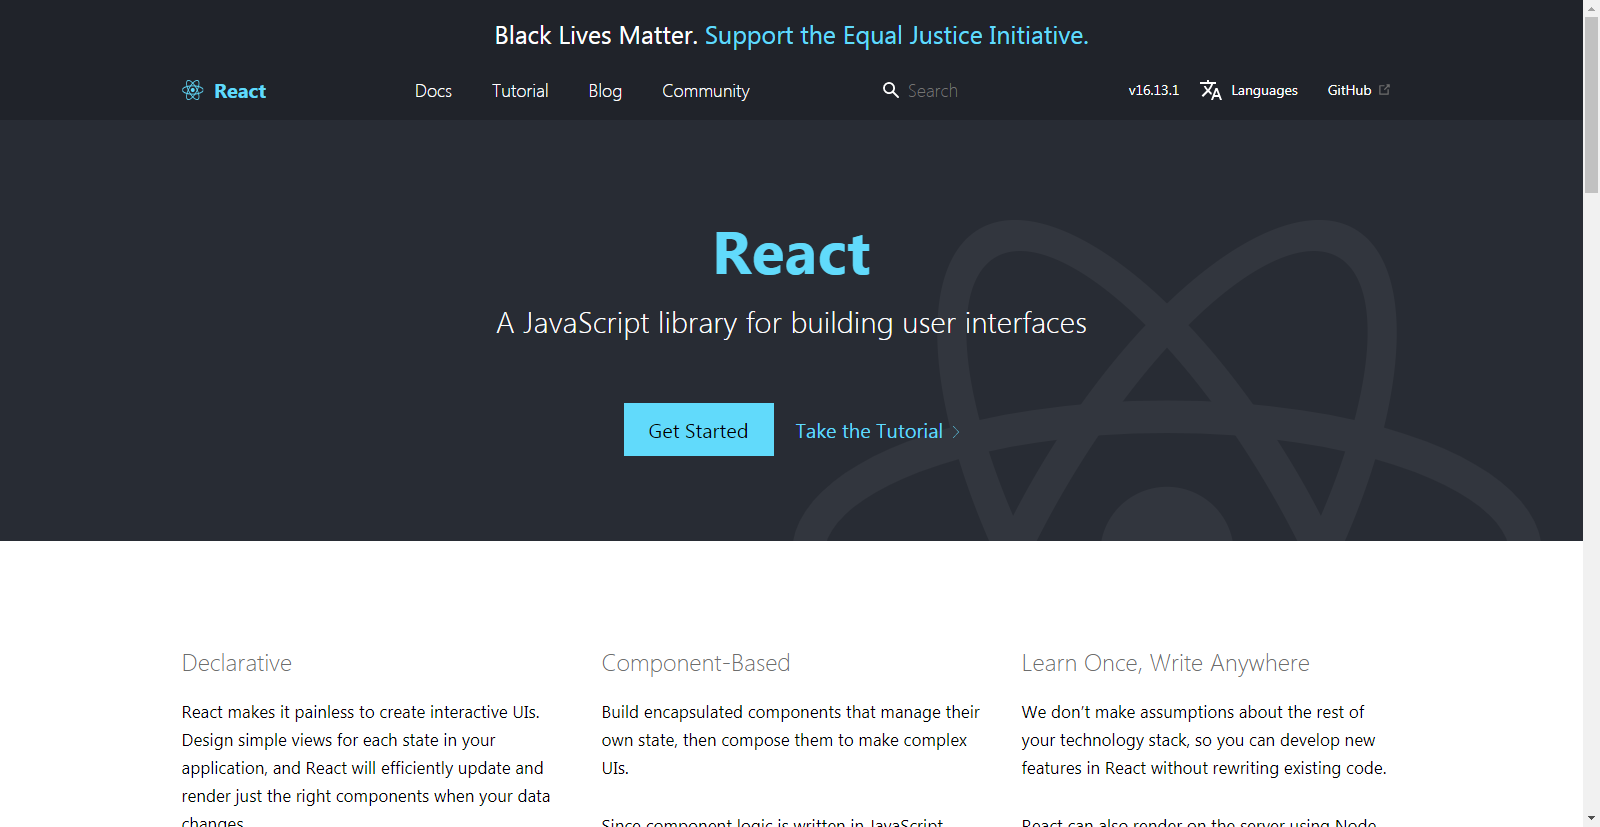 Black Lives Matter. Support the Equal Justice Initiative.
React Docs Tutorial Blog Community Search v16.13.1 Languages GitHub
React
A JavaScript library for building user interfaces
Get Started Take the Tutorial
Declarative
React makes it painless to create interactive UIs.
Design simple views for each state in your
application, and React will efficiently update and
render just the right components when your data
changes.
Component-Based
Build encapsulated components that manage their
own state, then compose them to make complex
UIs.
Since component logic is written in JavaScript
Learn Once, Write Anywhere
We don’t make assumptions about the rest of
your technology stack, so you can develop new
features in React without rewriting existing code.
React can also render on the server using Node